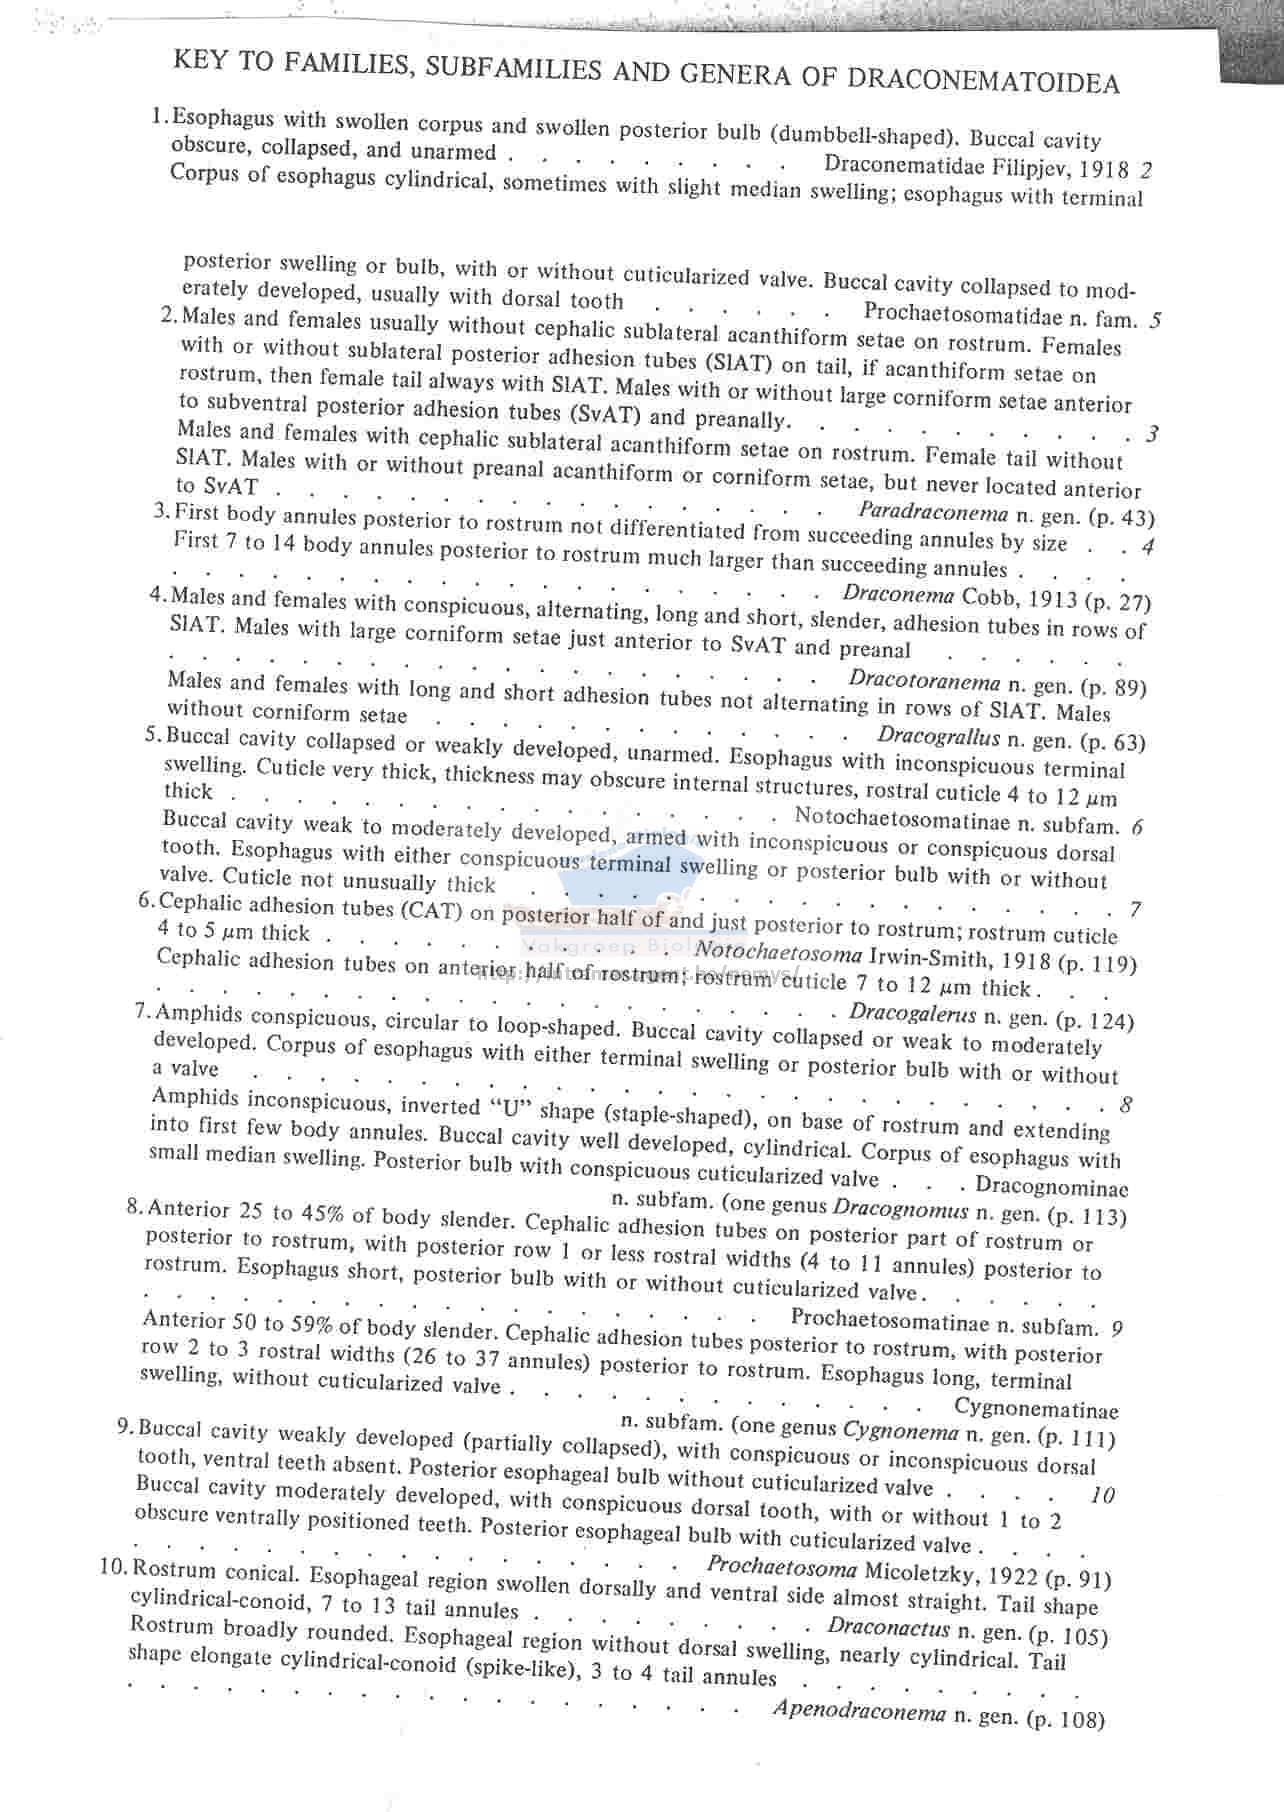 KEY TO FAMILIES, SUBFAMILIES AND GENERA OF DRACONEMATOIDEA
1. Esophagus with swollen corpus and swollen posterior bulb (dumbbell-shaped). Buccal cavity
obscure, collapsed, and unarmed . . . . . . . . . Draconematidae Filipjev, 1918 2
Corpus of esophagus cylindrical, sometimes with slight median swelling; esophagus with terminal
posterior swelling or bulb, with or without cuticularized valve. Buccal cavity collapsed to mod-
erately developed, usually with dorsal tooth . . . . . . Prochaetosomatidae n. fam. 5
2. Males and females usually without cephalic sublateral acanthiform setae on rostrum. Females
with or without sublateral posterior adhesion tubes (SlAT) on tail, if acanthiform setae on
rostrum, then female tail always with SlAT. Males with or without large corniform setae anterior
to subventral posterior adhesion tubes (SvAT) and preanally. . . . . . . . . . . 3
Males and females with cephalic sublateral acanthiform setae on rostrum. Female tail without
SlAT. Males with or without preanal acanthiform or corniform setae, but never located anterior
to SvAT . . . . . . . . . . . . . . . . . Paradraconema n. gen. (p. 43)
3. First body annules posterior to rostrum not differentiated from succeeding annules by size . . 4
First 7 to 14 body annules posterior to rostrum much larger than succeeding annules . . . .
. . . . . . . . . . . . . . . . . . . . Draconema Cobb, 1913 (p. 27)
4. Males and females with conspicuous, alternating, long and short, slender, adhesion tubes in rows of
SlAT. Males with large corniform setae just anterior to SvAT and preanal . . . . . .
. . . . . . . . . . . . . . . . . . . . Dracotoranema n. gen. (p. 89)
Males and females with long and short adhesion tubes not alternating in rows of SlAT. Males
without corniform setae . . . . . . . . . . . . . Dracograllus n. gen. (p. 63)
5. Buccal cavity collapsed or weakly developed, unarmed. Esophagus with inconspicuous terminal
swelling. Cuticle very thick, thickness may obscure internal structures, rostral cuticle 4 to 12 μm
thick . . . . . . . . . . . . . . . . . Notochaetosomatinae n. subfam. 6
Buccal cavity weak to moderately developed, armed with inconspicuous or conspicuous dorsal
tooth. Esophagus with either conspicuous terminal swelling or posterior bulb with or without
valve. Cuticle not unusually thick . . . . . . . . . . . . . . . . . . 7
6. Cephalic adhesion tubes (CAT) on posterior half of and just posterior to rostrum; rostrum cuticle
4 to 5 μm thick . . . . . . . . . . . Notochaetosoma Irwin-Smith, 1918 (p. 119)
Cephalic adhesion tubes on anterior half of rostrum; rostrum cuticle 7 to 12 μm thick . . .
. . . . . . . . . . . . . . . . . . . . . Dracogalerus n. gen. (p. 124)
7. Amphids conspicuous, circular to loop-shaped. Buccal cavity collapsed or weak to moderately
developed. Corpus of esophagus with either terminal swelling or posterior bulb with or without
a valve . . . . . . . . . . . . . . . . . . . . . . . . . . 8
Amphids inconspicuous, inverted “U” shape (staple-shaped), on base of rostrum and extending
into first few body annules. Buccal cavity well developed, cylindrical. Corpus of esophagus with
small median swelling. Posterior bulb with conspicuous cuticularized valve . . . Dracognominae
n. subfam. (one genus Dracognomus n. gen. (p. 113)
8. Anterior 25 to 45% of body slender. Cephalic adhesion tubes on posterior part of rostrum or
posterior to rostrum, with posterior row 1 or less rostral widths (4 to 11 annules) posterior to
rostrum. Esophagus short, posterior bulb with or without cuticularized valve . . . . . .
. . . . . . . . . . . . . . . . . . . Prochaetosomatinae n. subfam. 9
Anterior 50 to 59% of body slender. Cephalic adhesion tubes posterior to rostrum, with posterior
row 2 to 3 rostral widths (26 to 37 annules) posterior to rostrum. Esophagus long, terminal
swelling, without cuticularized valve . . . . . . . . . . . . . Cygnonematinae
n. subfam. (one genus Cygnonema n. gen. (p. 111)
9. Buccal cavity weakly developed (partially collapsed), with conspicuous or inconspicuous dorsal
tooth, ventral teeth absent. Posterior esophageal bulb without cuticularized valve . . . . 10
Buccal cavity moderately developed, with conspicuous dorsal tooth, with or without 1 to 2
obscure ventrally positioned teeth. Posterior esophageal bulb with cuticularized valve . . . .
. . . . . . . . . . . . . . . . . Prochaetosoma Micoletzky, 1922 (p. 91)
10. Rostrum conical. Esophageal region swollen dorsally and ventral side almost straight. Tail shape
cylindrical-conoid, 7 to 13 tail annules . . . . . . . . . Draconactus n. gen. (p. 105)
Rostrum broadly rounded. Esophageal region without dorsal swelling, nearly cylindrical. Tail
shape elongate cylindrical-conoid (spike-like), 3 to 4 tail annules . . . . . . . . .
. . . . . . . . . . . . . . . . . . . Apenodraconema n. gen. (p. 108)
Vakgroep Biologie